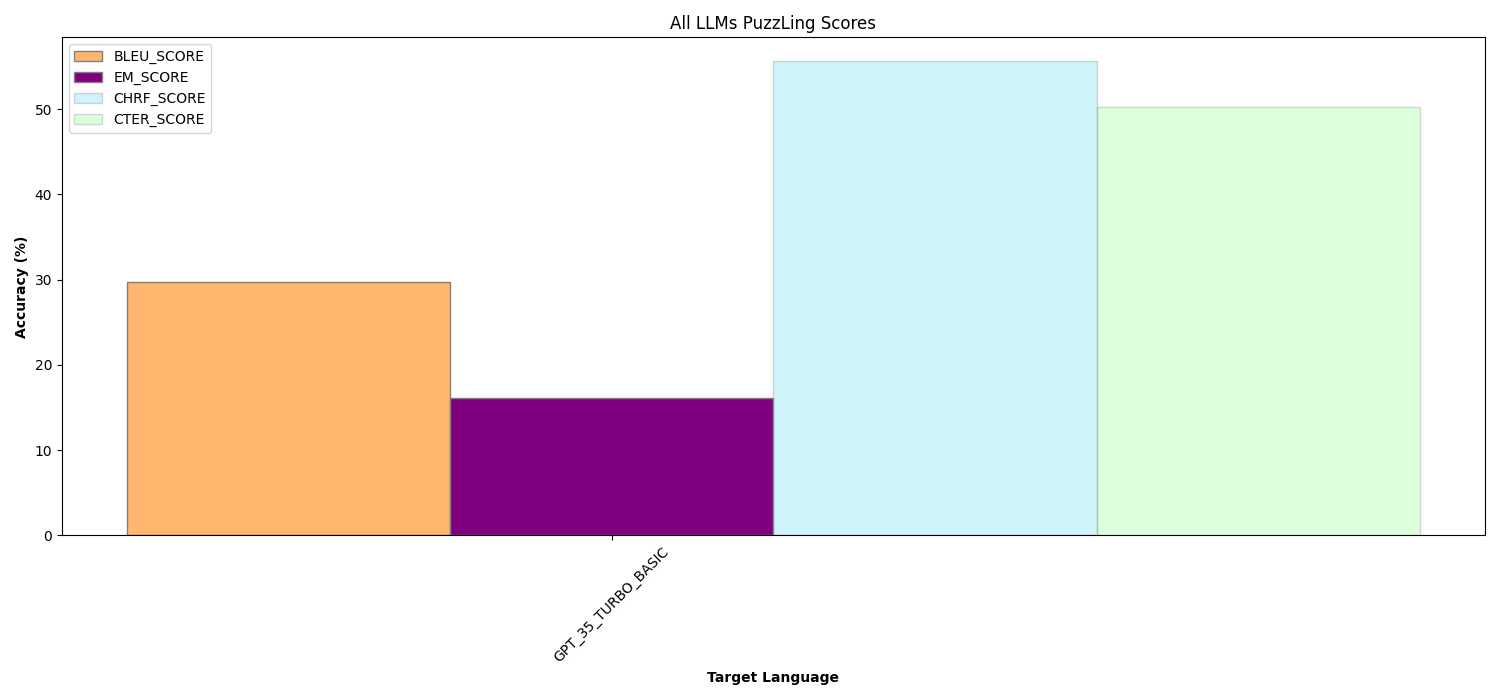 All LLMs PuzzLing Scores
BLEU_SCORE
EM_SCORE
CHRF_SCORE
CTER_SCORE
Accuracy (%)
50
40
30
20
10
0
GPT_35_TURBO_BASIC
Target Language